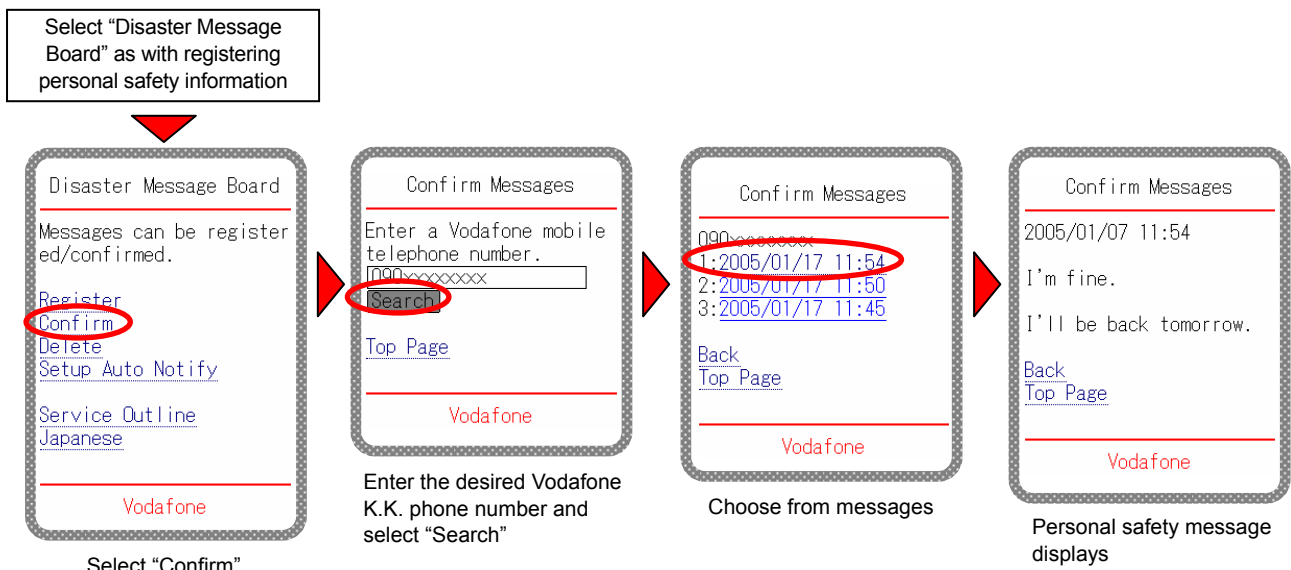 Select “Disaster Message
Board” as with registering
personal safety information
Disaster Message Board
Messages can be register
ed/confirmed.
Register
Confirm
Delete
Setup Auto Notify
Service Outline
Japanese
Vodafone
Select “Confirm”
Confirm Messages
Enter a Vodafone mobile
telephone number.
090xxxxxxxx
Search
Top Page
Vodafone
Enter the desired Vodafone
K.K. phone number and
select “Search”
Confirm Messages
090xxxxxxxx
1:2005/01/17 11:54
2:2005/01/17 11:50
3:2005/01/17 11:45
Back
Top Page
Vodafone
Choose from messages
Confirm Messages
2005/01/07 11:54
I'm fine.
I'll be back tomorrow.
Back
Top Page
Vodafone
Personal safety message
displays